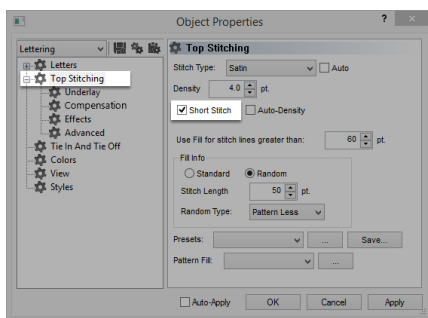 Object Properties ?
Lettering
Letters
Top Stitching
Underlay
Compensation
Effects
Advanced
Tie In And Tie Off
Colors
View
Styles
Top Stitching
Stitch Type: Satin Auto
Density 4.0 pt.
Short Stitch Auto-Density
Use Fill for stitch lines greater than: 60 pt.
Fill Info
Standard Random
Stitch Length 50 pt.
Random Type: Pattern Less
Presets: ... Save...
Pattern Fill: ...
Auto-Apply OK Cancel Apply